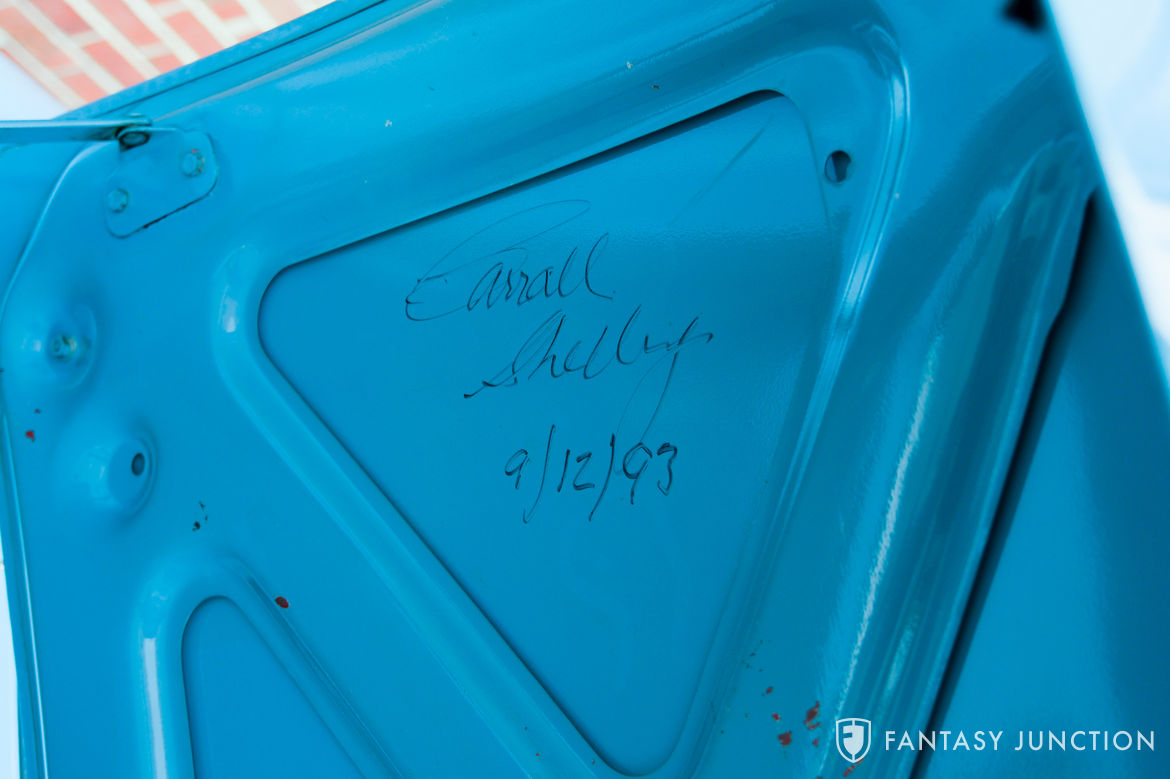 Carroll
Shelby
9/12/93
FANTASY JUNCTION